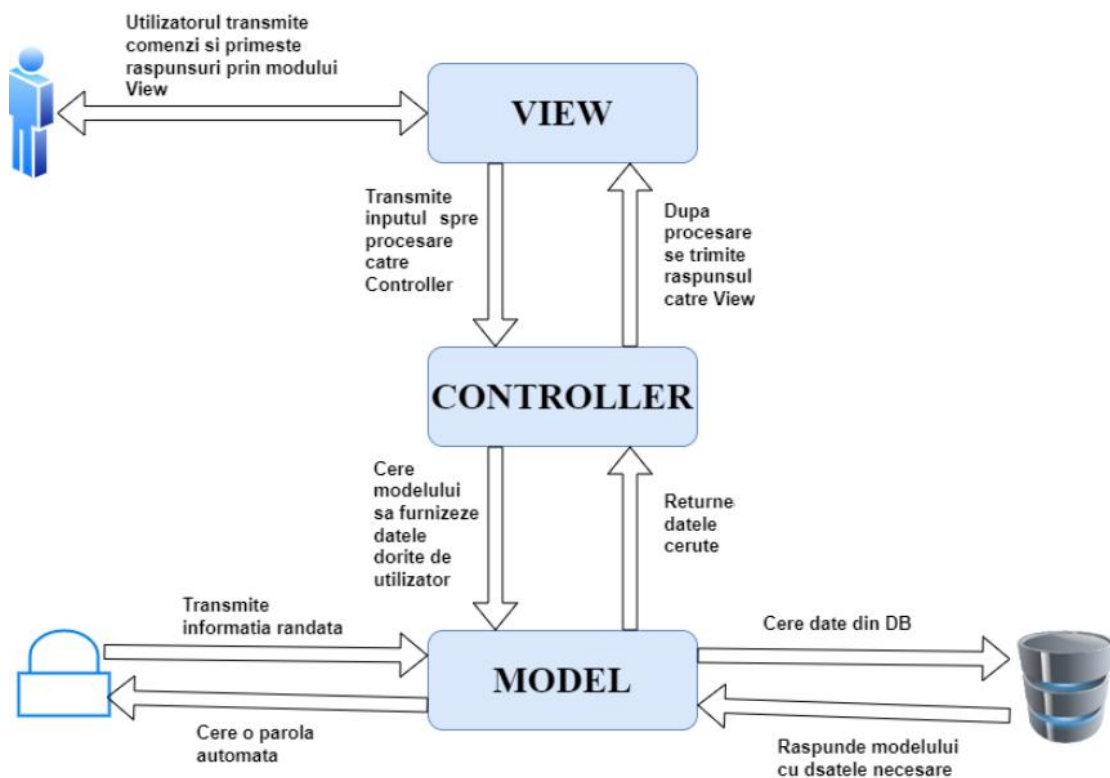 Utilizatorul transmite
comenzi si primeste
raspunsuri prin modului
View
VIEW
Transmite
inputul spre
procesare
catre
Controller
Dupa
procesare
se trimite
raspunsul
catre View
CONTROLLER
Cere
modelului
sa furnizeze
datele
dorite de
utilizator
Returne
datele
cerute
Transmite
informatia randata
Cere date din DB
MODEL
Cere o parola
automata
Raspunde modelului
cu dsatele necesare